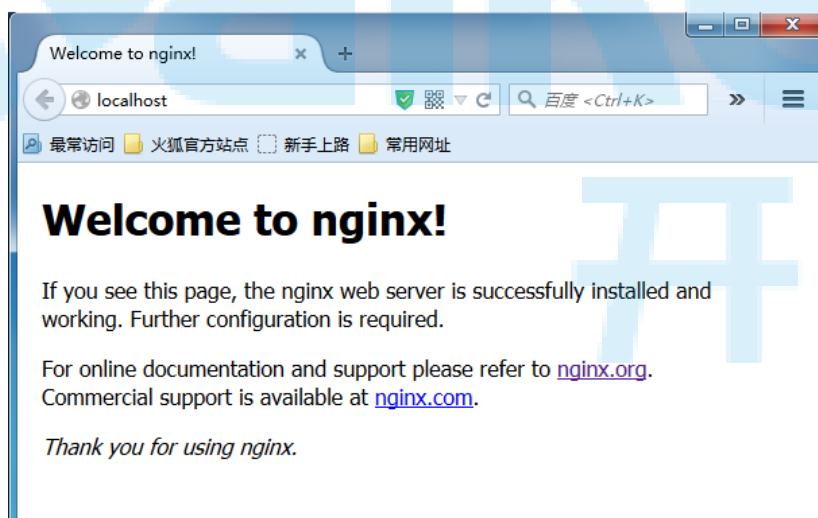 Welcome to nginx!
localhost
百度 <Ctrl+K>
最常访问 火狐官方站点 新手上路 常用网址
Welcome to nginx!
If you see this page, the nginx web server is successfully installed and
working. Further configuration is required.
For online documentation and support please refer to nginx.org.
Commercial support is available at nginx.com.
Thank you for using nginx.